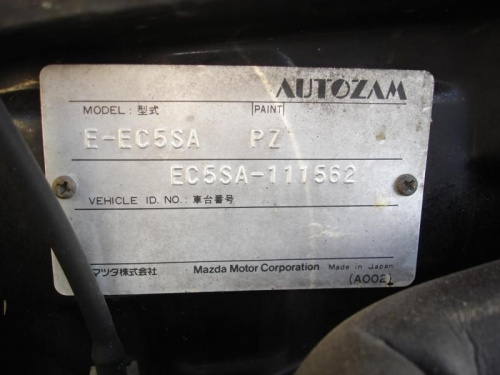 AUTOZAM
MODEL: 型式 PAINT
E-EC5SA PZ
EC5SA-111562
VEHICLE ID. NO.: 車台番号
マツダ株式会社 Mazda Motor Corporation Made in Japan
(A002)